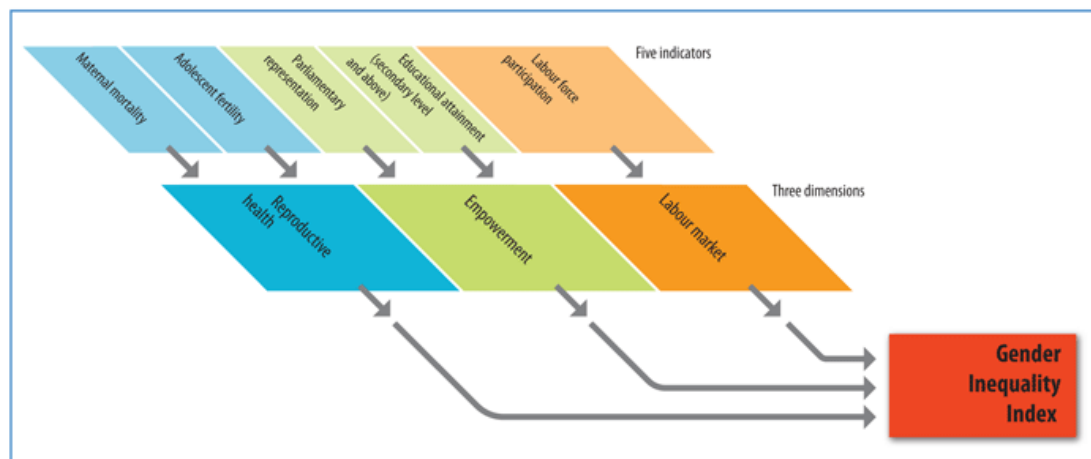 Maternal mortality
Adolescent fertility
Parliamentary
representation
Educational attainment
(secondary level
and above)
Labour force
participation
Five indicators
Reproductive
health
Empowerment
Labour market
Three dimensions
Gender
Inequality
Index